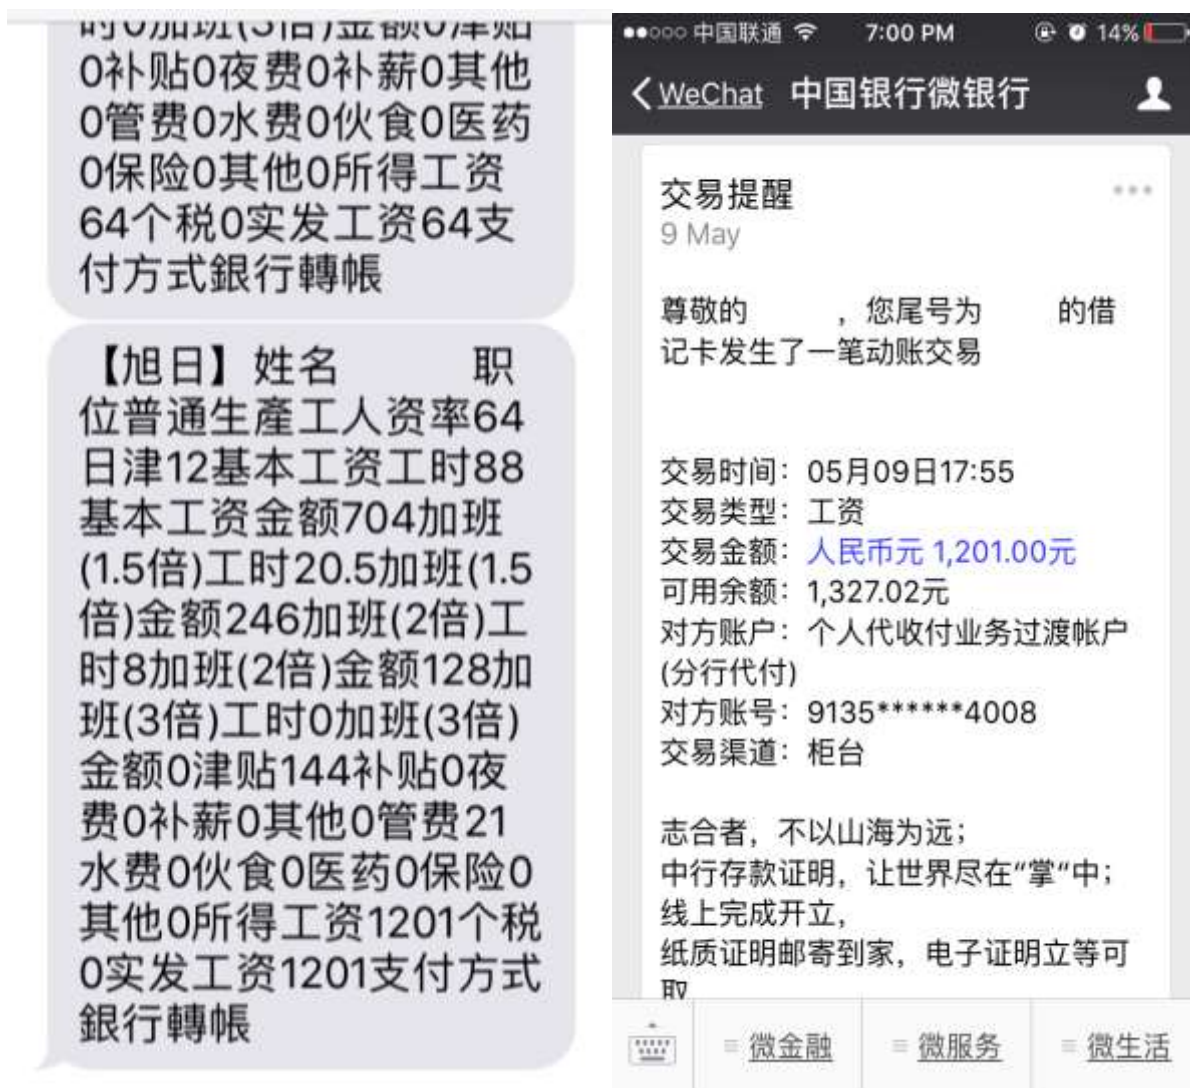 时0加班(3倍)金额0津贴
0补贴0夜费0补薪0其他
0管费0水费0伙食0医药
0保险0其他0所得工资
64个税0实发工资64支
付方式銀行轉帳
【旭日】姓名 职
位普通生產工人资率64
日津12基本工资工时88
基本工资金额704加班
(1.5倍)工时20.5加班(1.5
倍)金额246加班(2倍)工
时8加班(2倍)金额128加
班(3倍)工时0加班(3倍)
金额0津贴144补贴0夜
费0补薪0其他0管费21
水费0伙食0医药0保险0
其他0所得工资1201个税
0实发工资1201支付方式
銀行轉帳
中国联通 7:00 PM 14%
WeChat 中国银行微银行
交易提醒
9 May
尊敬的 ，您尾号为 的借
记卡发生了一笔动账交易
交易时间：05月09日17:55
交易类型：工资
交易金额：人民币元 1,201.00元
可用余额：1,327.02元
对方账户：个人代收付业务过渡帐户
(分行代付)
对方账号：9135******4008
交易渠道：柜台
志合者，不以山海为远；
中行存款证明，让世界尽在“掌“中；
线上完成开立，
纸质证明邮寄到家，电子证明立等可
取
微金融 微服务 微生活